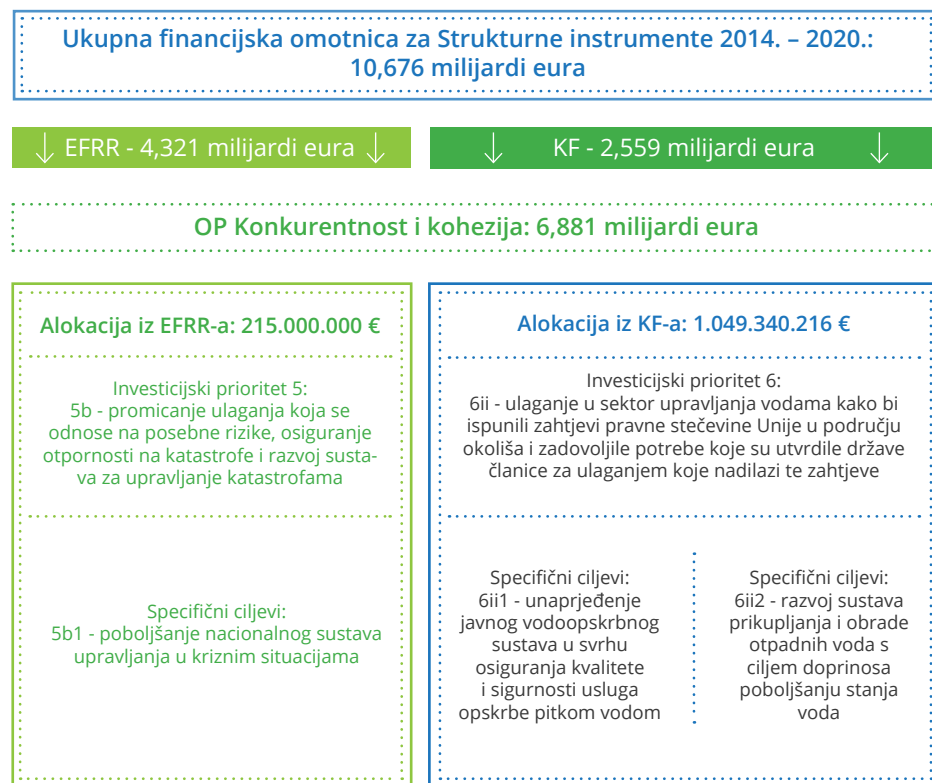 Ukupna financijska omotnica za Strukturne instrumente 2014. – 2020.:
10,676 milijardi eura
↓ EFRR - 4,321 milijardi eura ↓
↓ KF - 2,559 milijardi eura ↓
OP Konkurentnost i kohezija: 6,881 milijardi eura
Alokacija iz EFRR-a: 215.000.000 €
Investicijski prioritet 5:
5b - promicanje ulaganja koja se
odnose na posebne rizike, osiguranje
otpornosti na katastrofe i razvoj susta-
va za upravljanje katastrofama
Specifični ciljevi:
5b1 - poboljšanje nacionalnog sustava
upravljanja u kriznim situacijama
Alokacija iz KF-a: 1.049.340.216 €
Investicijski prioritet 6:
6ii - ulaganje u sektor upravljanja vodama kako bi
ispunili zahtjevi pravne stečevine Unije u području
okoliša i zadovoljile potrebe koje su utvrdile države
članice za ulaganjem koje nadilazi te zahtjeve
Specifični ciljevi:
6ii1 - unaprjeđenje
javnog vodoopskrbnog
sustava u svrhu
osiguranja kvalitete
i sigurnosti usluga
opskrbe pitkom vodom
Specifični ciljevi:
6ii2 - razvoj sustava
prikupljanja i obrade
otpadnih voda s
ciljem doprinosa
poboljšanju stanja
voda